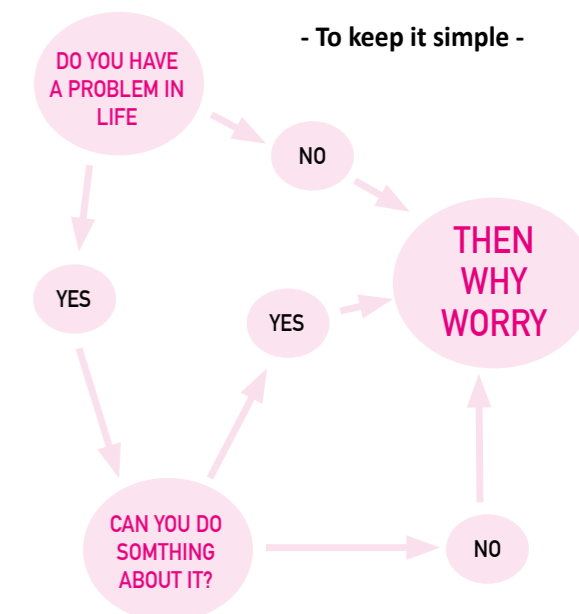 - To keep it simple -
DO YOU HAVE
A PROBLEM IN
LIFE
NO
THEN
WHY
WORRY
YES
YES
CAN YOU DO
SOMTHING
ABOUT IT?
NO